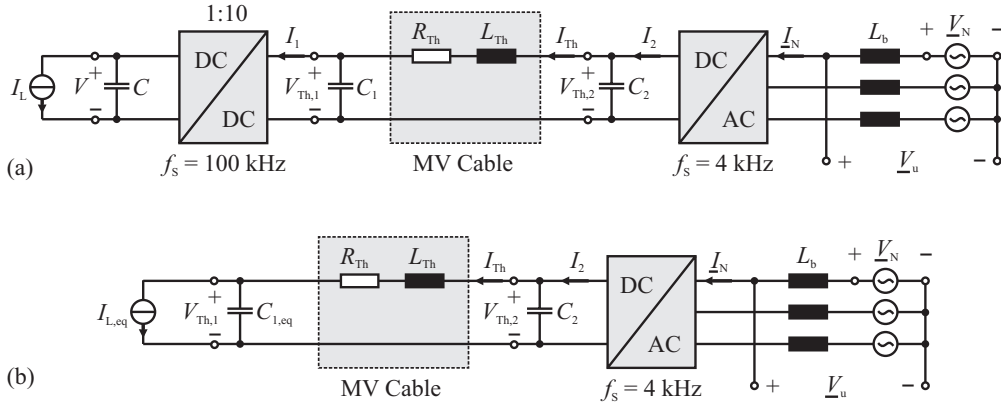 1:10
(a)
I_L
V
+
−
C
DC
DC
f_s = 100 kHz
I_1
V_Th,1
+
−
C_1
R_Th
L_Th
MV Cable
I_Th
V_Th,2
+
−
C_2
I_2
DC
AC
f_s = 4 kHz
I_N
L_b
+
V_N
−
+
V_u
−
(b)
I_L,eq
V_Th,1
+
−
C_1,eq
R_Th
L_Th
MV Cable
I_Th
V_Th,2
+
−
C_2
I_2
DC
AC
f_s = 4 kHz
I_N
L_b
+
V_N
−
+
V_u
−